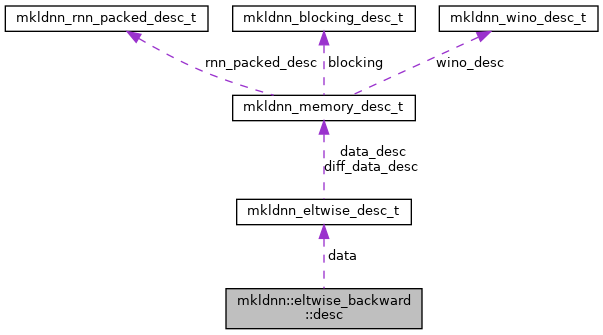 mkldnn_rnn_packed_desc_t
mkldnn_blocking_desc_t
mkldnn_wino_desc_t
rnn_packed_desc
blocking
wino_desc
mkldnn_memory_desc_t
data_desc
diff_data_desc
mkldnn_eltwise_desc_t
data
mkldnn::eltwise_backward
::desc